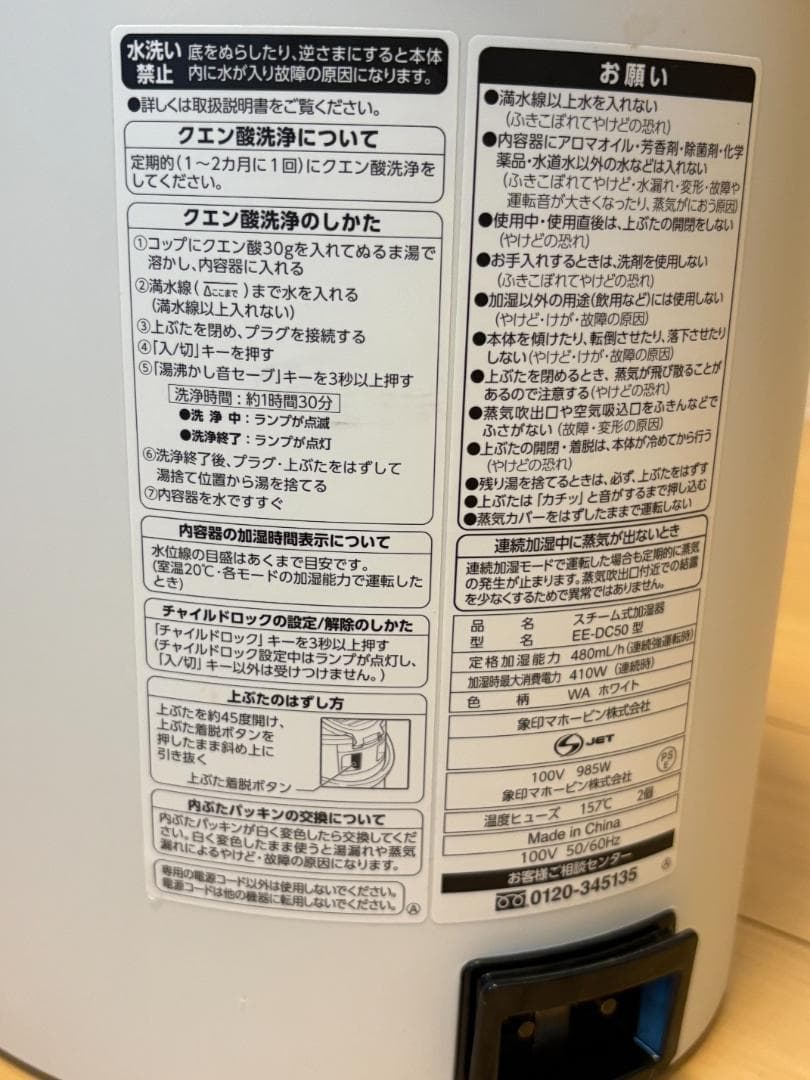 水洗い
禁止
底をぬらしたり、逆さまにすると本体
内に水が入り故障の原因になります。
●詳しくは取扱説明書をご覧ください。
クエン酸洗浄について
定期的(1〜2カ月に1回)にクエン酸洗浄を
してください。
クエン酸洗浄のしかた
①コップにクエン酸30gを入れてぬるま湯で
溶かし、内容器に入れる
②満水線(△ここまで)まで水を入れる
(満水線以上入れない)
③上ぶたを閉め、プラグを接続する
④「入/切」キーを押す
⑤「湯沸かし音セーブ」キーを3秒以上押す
洗浄時間：約1時間30分
●洗浄中：ランプが点滅
●洗浄終了：ランプが点灯
⑥洗浄終了後、プラグ・上ぶたをはずして
湯捨て位置から湯を捨てる
⑦内容器を水ですすぐ
内容器の加湿時間表示について
水位線の目盛はあくまで目安です。
(室温20℃・各モードの加湿能力で運転した
とき)
チャイルドロックの設定/解除のしかた
「チャイルドロック」キーを3秒以上押す
(チャイルドロック設定中はランプが点灯し、
「入/切」キー以外は受けつけません。)
上ぶたのはずし方
上ぶたを約45度開け、
上ぶた着脱ボタンを
押したまま斜め上に
引き抜く
上ぶた着脱ボタン
内ぶたパッキンの交換について
内ぶたパッキンが白く変色したら交換してくだ
さい。白く変色したまま使うと湯漏れや蒸気
漏れによるやけど・故障の原因になります。
専用の電源コード以外は使用しないでください。
電源コードは他の機器に転用しないでください。
Ⓐ
お願い
●満水線以上水を入れない
(ふきこぼれてやけどの恐れ)
●内容器にアロマオイル・芳香剤・除菌剤・化学
薬品・水道水以外の水などは入れない
(ふきこぼれてやけど・水漏れ・変形・故障や
運転音が大きくなったり、蒸気がにおう原因)
●使用中・使用直後は、上ぶたの開閉をしない
(やけどの恐れ)
●お手入れするときは、洗剤を使用しない
(ふきこぼれてやけどの恐れ)
●加湿以外の用途(飲用など)には使用しない
(やけど・けが・故障の原因)
●本体を傾けたり、転倒させたり、落下させたり
しない(やけど・けが・故障の原因)
●上ぶたを閉めるとき、蒸気が飛び散ることが
あるので注意する(やけどの恐れ)
●蒸気吹出口や空気吸込口をふきんなどで
ふさがない(故障・変形の原因)
●上ぶたの開閉・着脱は、本体が冷めてから行う
(やけどの恐れ)
●残り湯を捨てるときは、必ず、上ぶたをはずす
●上ぶたは「カチッ」と音がするまで押し込む
●蒸気カバーをはずしたままで運転しない
連続加湿中に蒸気が出ないとき
連続加湿モードで運転した場合も定期的に蒸気
の発生が止まります。蒸気吹出口付近での結露
を少なくするためで異常ではありません。
品名 スチーム式加湿器
型名 EE-DC50 型
定格加湿能力 480mL/h(連続強運転時)
加湿時最大消費電力 410W(連続時)
色柄 WA ホワイト
象印マホービン株式会社
JET
100V 985W
象印マホービン株式会社
PS
E
温度ヒューズ 157℃ 2個
Made in China
100V 50/60Hz
お客様ご相談センター
0120-345135
Ⓐ